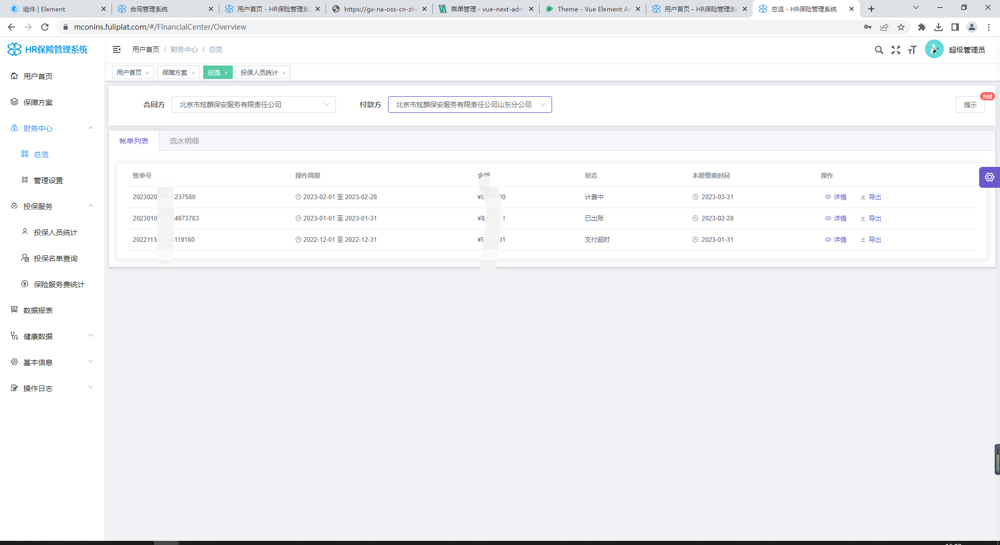 组件 | Element
合同管理系统
用户首页 - HR保险管理系
https://gx-na-oss-cn-zha
菜单管理 - vue-next-adm
Theme - Vue Element Ad
用户首页 - HR保险管理系
总览 - HR保险管理系统
mconins.fuliplat.com/#/FinancialCenter/Overview
HR保险管理系统
用户首页 / 财务中心 / 总览
超级管理员
用户首页 ×
保障方案 ×
总览 ×
投保人员统计 ×
用户首页
保障方案
财务中心
总览
管理设置
投保服务
投保人员统计
投保名单查询
保险服务费统计
数据报表
健康数据
基本信息
操作日志
合同方 北京市炫麟保安服务有限责任公司
付款方 北京市炫麟保安服务有限责任公司山东分公司
提示
hot
帐单列表
流水明细
账单号 操作周期 金额 状态 本期缴费时间 操作
2023020 237580 2023-02-01 至 2023-02-28 ¥9 00 计费中 2023-03-31 详情 导出
2023010 4673783 2023-01-01 至 2023-01-31 ¥8, 1 已出账 2023-02-28 详情 导出
2022113 119160 2022-12-01 至 2022-12-31 ¥9 01 支付超时 2023-01-31 详情 导出